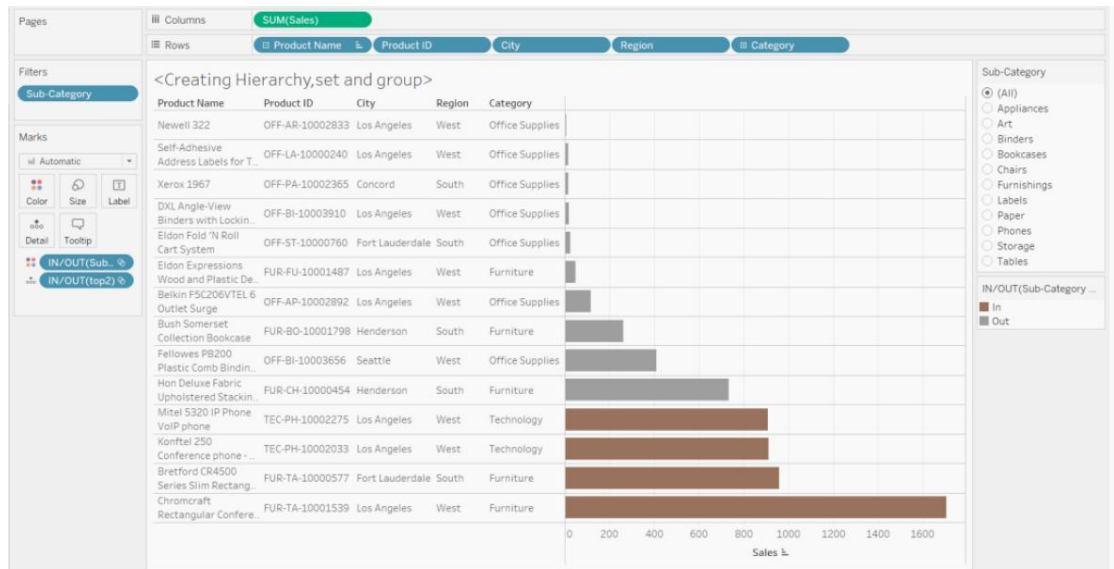 Pages
Columns
SUM(Sales)
Rows
Product Name
Product ID
City
Region
Category
Filters
Sub-Category
Marks
Automatic
Color
Size
Label
Detail
Tooltip
IN/OUT(Sub..
IN/OUT(top2)
<Creating Hierarchy,set and group>
Product Name Product ID City Region Category
Newell 322 OFF-AR-10002833 Los Angeles West Office Supplies
Self-Adhesive
Address Labels for T.. OFF-LA-10000240 Los Angeles West Office Supplies
Xerox 1967 OFF-PA-10002365 Concord South Office Supplies
DXL Angle-View
Binders with Lockin.. OFF-BI-10003910 Los Angeles West Office Supplies
Eldon Fold 'N Roll
Cart System OFF-ST-10000760 Fort Lauderdale South Office Supplies
Eldon Expressions
Wood and Plastic De.. FUR-FU-10001487 Los Angeles West Furniture
Belkin F5C206VTEL 6
Outlet Surge OFF-AP-10002892 Los Angeles West Office Supplies
Bush Somerset
Collection Bookcase FUR-BO-10001798 Henderson South Furniture
Fellowes PB200
Plastic Comb Bindin.. OFF-BI-10003656 Seattle West Office Supplies
Hon Deluxe Fabric
Upholstered Stackin.. FUR-CH-10000454 Henderson South Furniture
Mitel 5320 IP Phone
VoIP phone TEC-PH-10002275 Los Angeles West Technology
Konftel 250
Conference phone - .. TEC-PH-10002033 Los Angeles West Technology
Bretford CR4500
Series Slim Rectang.. FUR-TA-10000577 Fort Lauderdale South Furniture
Chromcraft
Rectangular Confere.. FUR-TA-10001539 Los Angeles West Furniture
0 200 400 600 800 1000 1200 1400 1600
Sales
Sub-Category
(All)
Appliances
Art
Binders
Bookcases
Chairs
Furnishings
Labels
Paper
Phones
Storage
Tables
IN/OUT(Sub-Category ...
In
Out